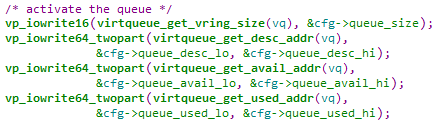 /* activate the queue */
vp_iowrite16(virtqueue_get_vring_size(vq), &cfg->queue_size);
vp_iowrite64_twopart(virtqueue_get_desc_addr(vq),
&cfg->queue_desc_lo, &cfg->queue_desc_hi);
vp_iowrite64_twopart(virtqueue_get_avail_addr(vq),
&cfg->queue_avail_lo, &cfg->queue_avail_hi);
vp_iowrite64_twopart(virtqueue_get_used_addr(vq),
&cfg->queue_used_lo, &cfg->queue_used_hi);